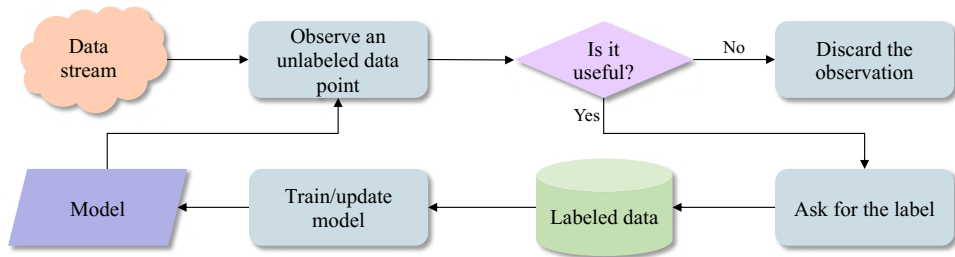 Data
stream
Observe an
unlabeled data
point
Is it
useful?
No
Discard the
observation
Yes
Model
Train/update
model
Labeled data
Ask for the label